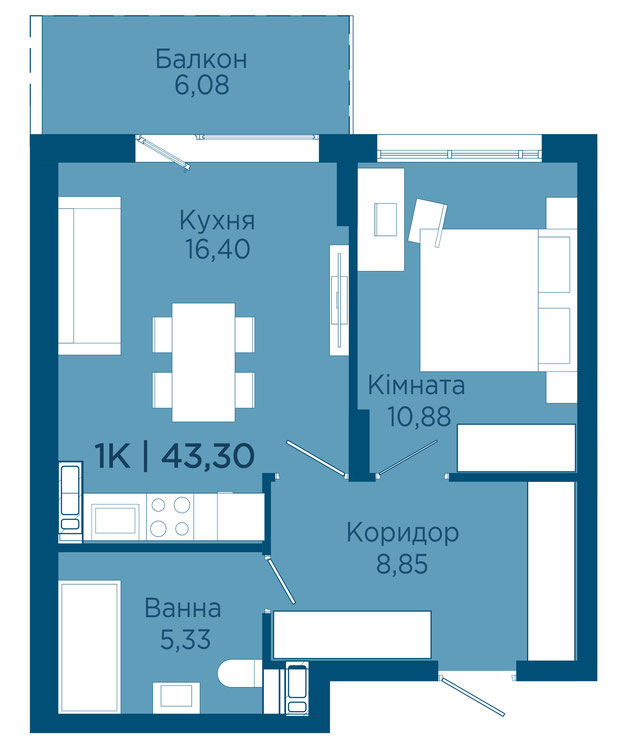 Балкон
6,08
Кухня
16,40
Кімната
10,88
1К | 43,30
Коридор
8,85
Ванна
5,33